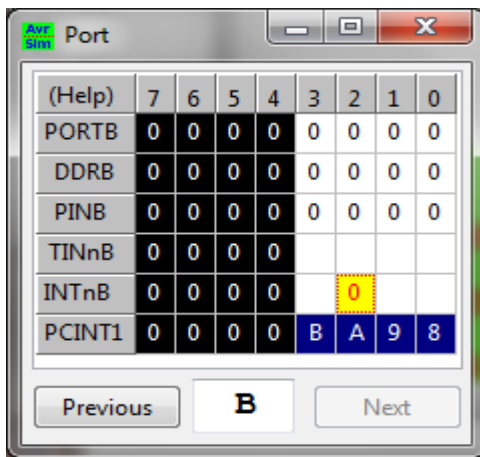 Avr
Sim
Port
(Help) 7 6 5 4 3 2 1 0
PORTB 0 0 0 0 0 0 0 0
DDRB 0 0 0 0 0 0 0 0
PINB 0 0 0 0 0 0 0 0
TINnB 0 0 0 0
INTnB 0 0 0 0 0
PCINT1 0 0 0 0 B A 9 8
Previous B Next